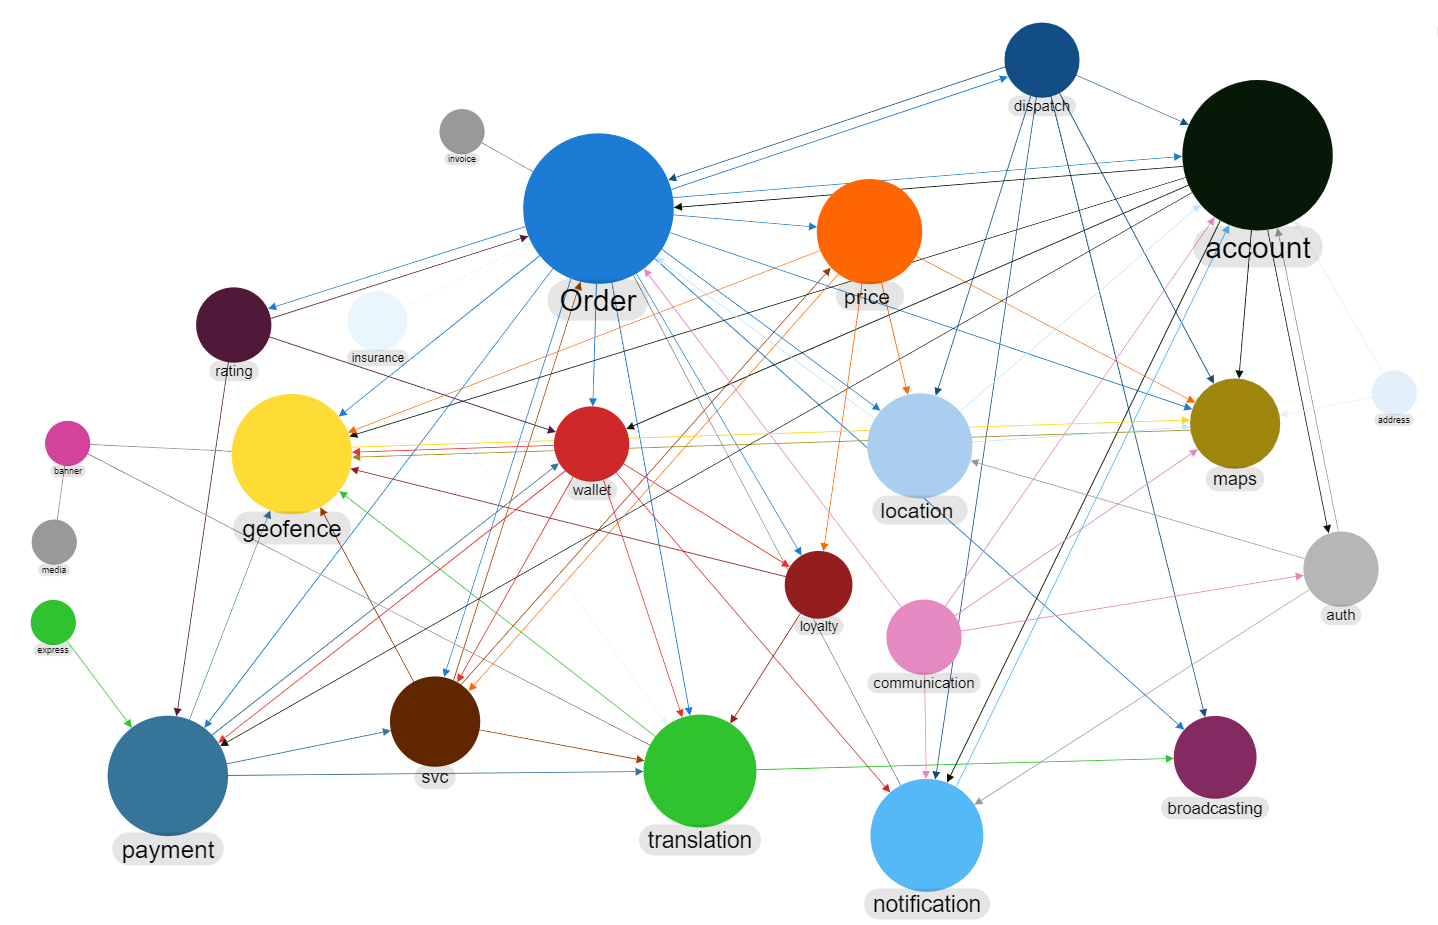 dispatch
invoice
account
Order
price
insurance
rating
address
banner
maps
wallet
location
geofence
media
auth
loyalty
express
communication
svc
broadcasting
translation
payment
notification